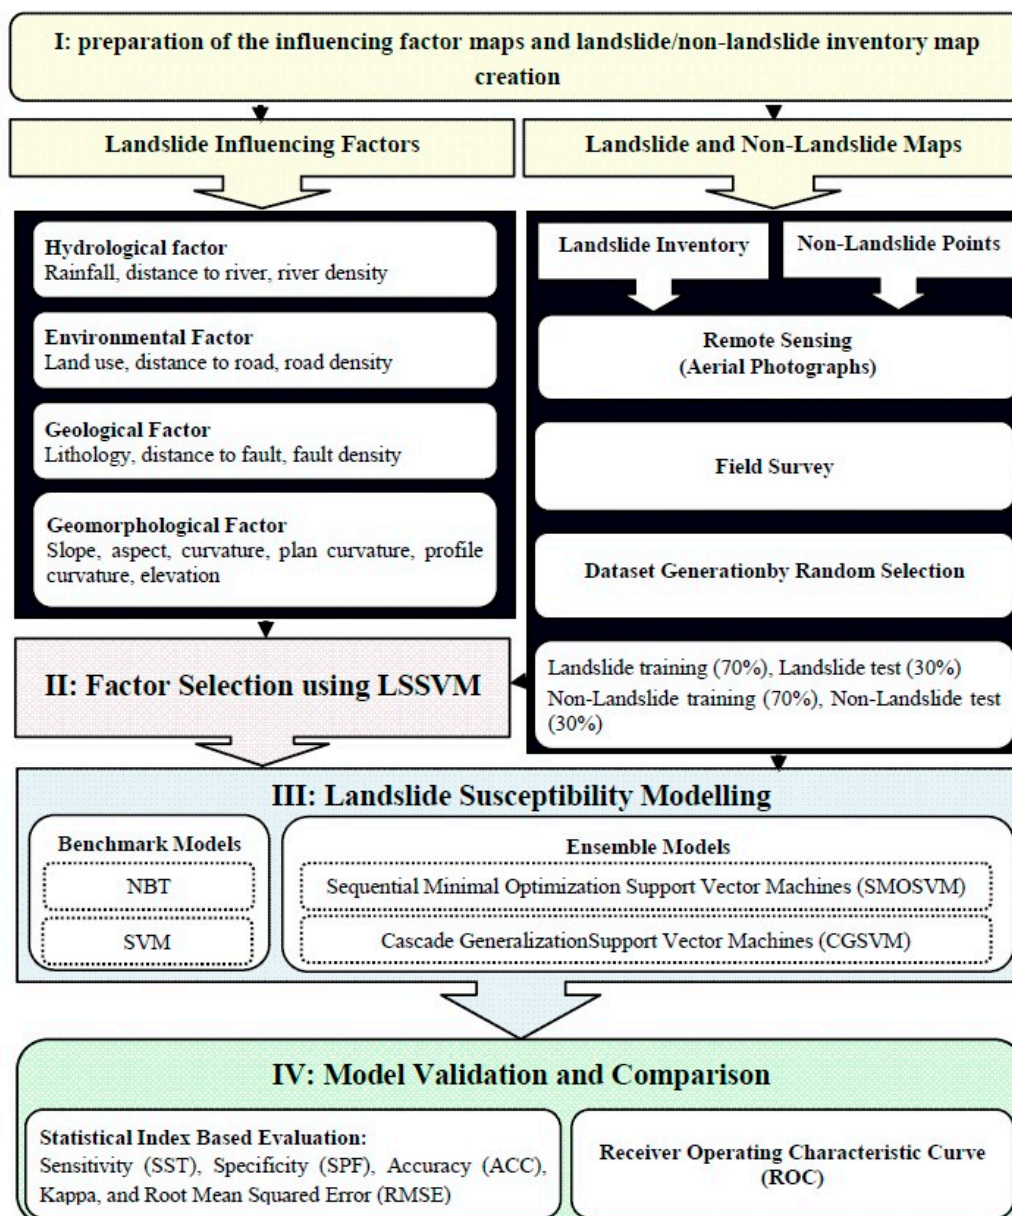 I: preparation of the influencing factor maps and landslide/non-landslide inventory map
creation
Landslide Influencing Factors
Landslide and Non-Landslide Maps
Hydrological factor
Rainfall, distance to river, river density
Environmental Factor
Land use, distance to road, road density
Geological Factor
Lithology, distance to fault, fault density
Geomorphological Factor
Slope, aspect, curvature, plan curvature, profile
curvature, elevation
Landslide Inventory
Non-Landslide Points
Remote Sensing
(Aerial Photographs)
Field Survey
Dataset Generationby Random Selection
Landslide training (70%), Landslide test (30%)
Non-Landslide training (70%), Non-Landslide test
(30%)
II: Factor Selection using LSSVM
III: Landslide Susceptibility Modelling
Benchmark Models
NBT
SVM
Ensemble Models
Sequential Minimal Optimization Support Vector Machines (SMOSVM)
Cascade GeneralizationSupport Vector Machines (CGSVM)
IV: Model Validation and Comparison
Statistical Index Based Evaluation:
Sensitivity (SST), Specificity (SPF), Accuracy (ACC),
Kappa, and Root Mean Squared Error (RMSE)
Receiver Operating Characteristic Curve
(ROC)